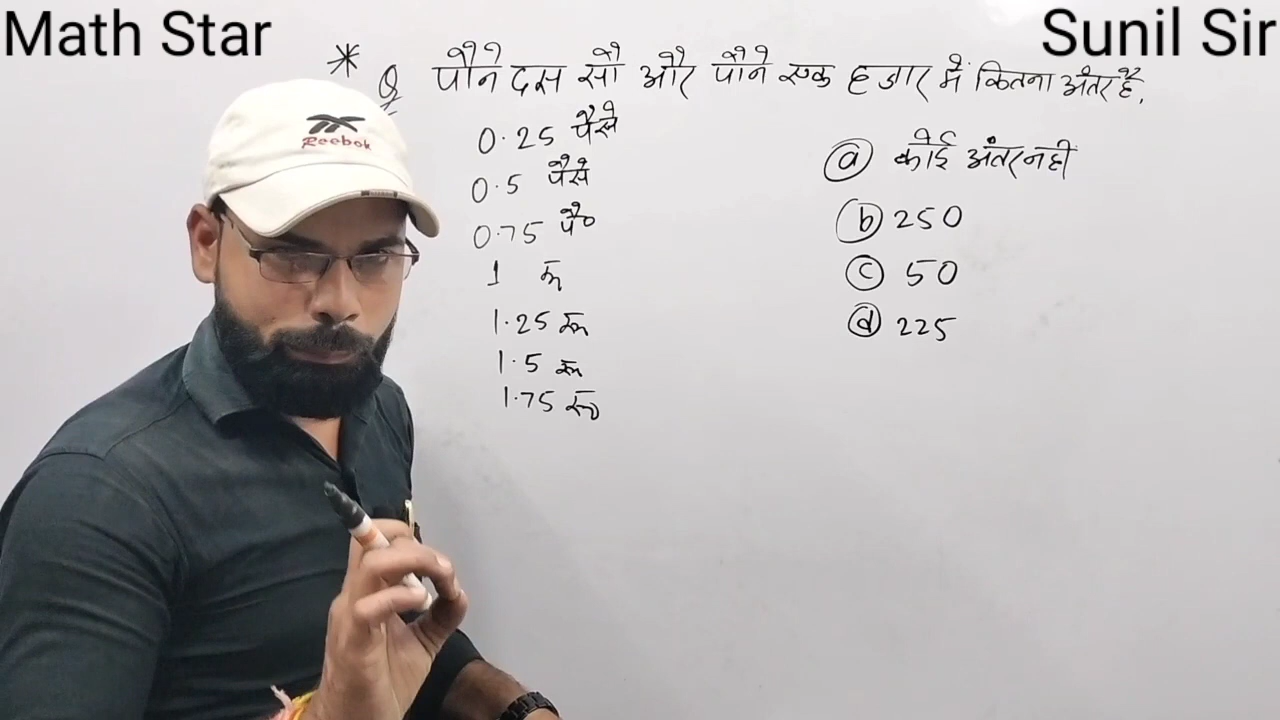 Math Star
Sunil Sir
* Q पौने दस सौ और पौने एक हजार में कितना अंतर है.
Reebok
0.25 पैसे
0.5 पैसे
0.75 पै०
1 रू
1.25 रू
1.5 रू
1.75 रू०
(a) कोई अंतर नही
(b) 250
(c) 50
(d) 225